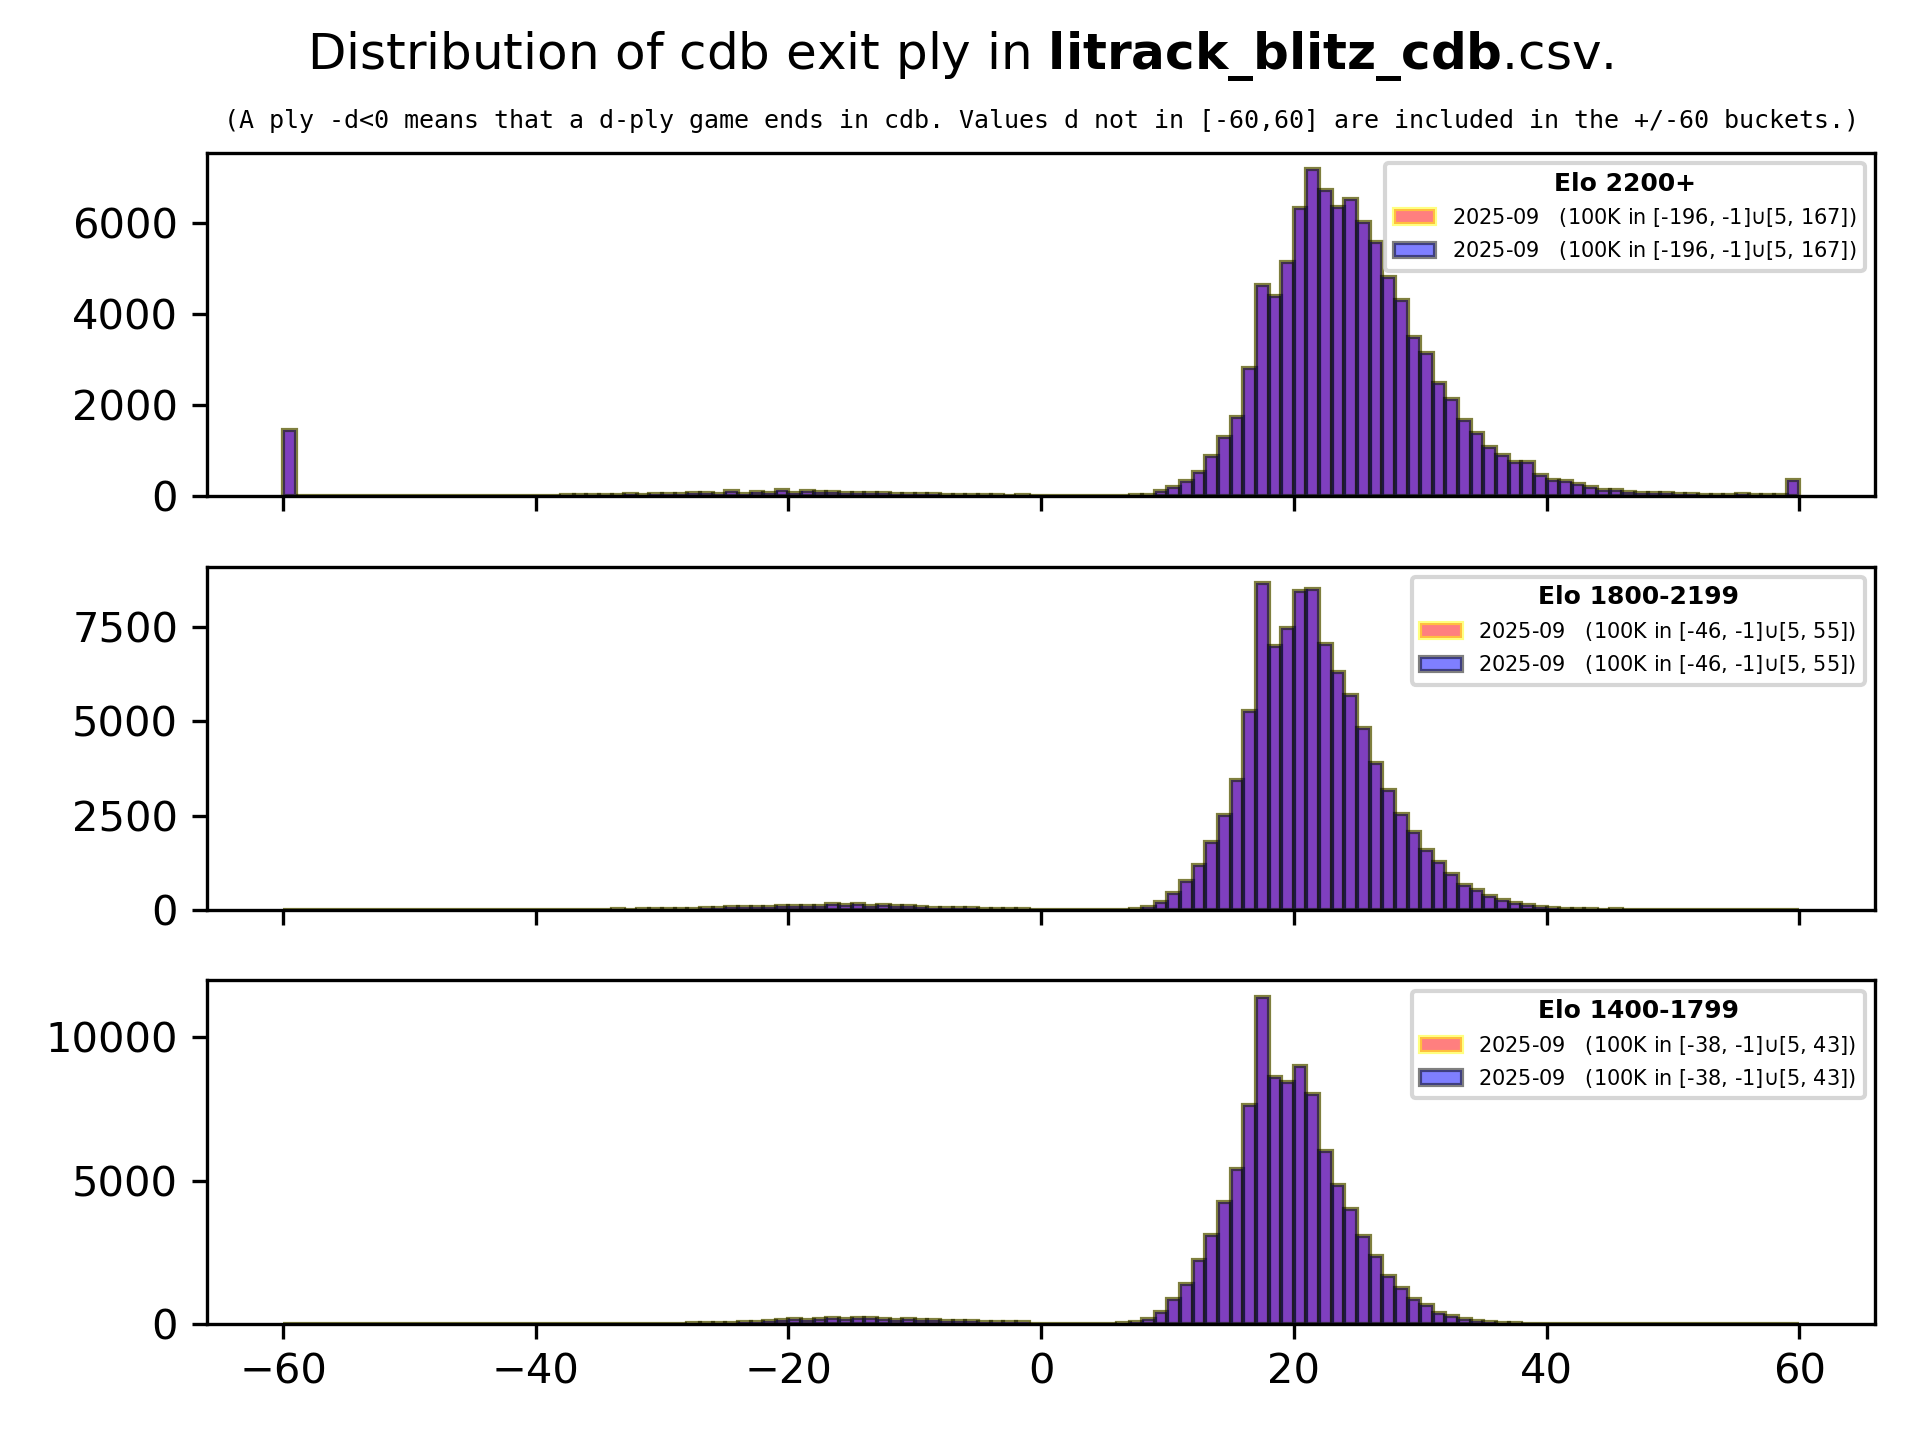 Distribution of cdb exit ply in litrack_blitz_cdb.csv.
(A ply -d<0 means that a d-ply game ends in cdb. Values d not in [-60,60] are included in the +/-60 buckets.)
Elo 2200+
2025-09 (100K in [-196, -1]∪[5, 167])
2025-09 (100K in [-196, -1]∪[5, 167])
6000
4000
2000
0
Elo 1800-2199
2025-09 (100K in [-46, -1]∪[5, 55])
2025-09 (100K in [-46, -1]∪[5, 55])
7500
5000
2500
0
Elo 1400-1799
2025-09 (100K in [-38, -1]∪[5, 43])
2025-09 (100K in [-38, -1]∪[5, 43])
10000
5000
0
−60 −40 −20 0 20 40 60